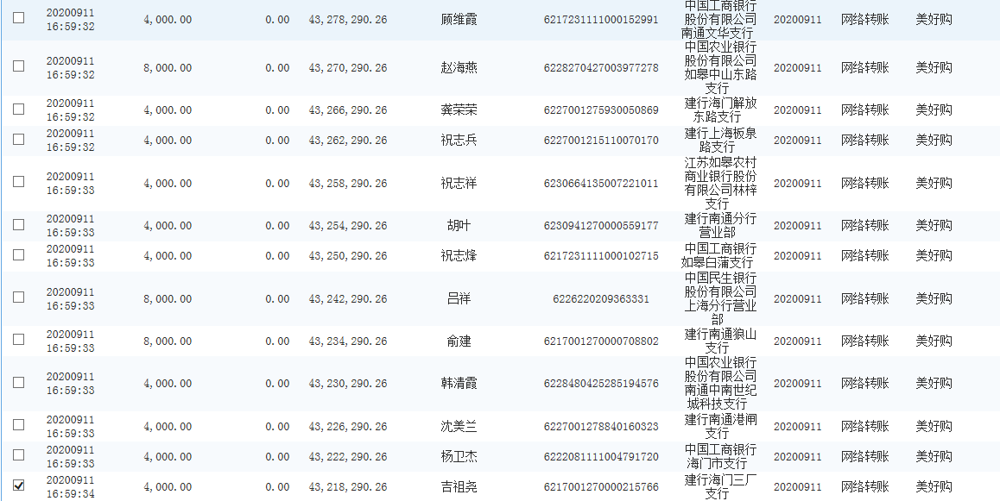 20200911 16:59:32 4,000.00 0.00 43,278,290.26 顾维霞 6217231111000152991 中国工商银行股份有限公司南通文华支行 20200911 网络转账 美好购
20200911 16:59:32 8,000.00 0.00 43,270,290.26 赵海燕 6228270427003977278 中国农业银行股份有限公司如皋中山东路支行 20200911 网络转账 美好购
20200911 16:59:32 4,000.00 0.00 43,266,290.26 龚荣荣 6227001275930050869 建行海门解放东路支行 20200911 网络转账 美好购
20200911 16:59:32 4,000.00 0.00 43,262,290.26 祝志兵 6227001215110070170 建行上海板泉路支行 20200911 网络转账 美好购
20200911 16:59:33 4,000.00 0.00 43,258,290.26 祝志祥 6230664135007221011 江苏如皋农村商业银行股份有限公司林梓支行 20200911 网络转账 美好购
20200911 16:59:33 4,000.00 0.00 43,254,290.26 胡叶 6230941270000559177 建行南通分行营业部 20200911 网络转账 美好购
20200911 16:59:33 4,000.00 0.00 43,250,290.26 祝志烽 6217231111000102715 中国工商银行如皋白蒲支行 20200911 网络转账 美好购
20200911 16:59:33 8,000.00 0.00 43,242,290.26 吕祥 6226220209363331 中国民生银行股份有限公司上海分行营业部 20200911 网络转账 美好购
20200911 16:59:33 8,000.00 0.00 43,234,290.26 俞建 6217001270000708802 建行南通狼山支行 20200911 网络转账 美好购
20200911 16:59:33 4,000.00 0.00 43,230,290.26 韩清霞 6228480425285194576 中国农业银行股份有限公司南通中南世纪城科技支行 20200911 网络转账 美好购
20200911 16:59:33 4,000.00 0.00 43,226,290.26 沈美兰 6227001278840160323 建行南通港闸支行 20200911 网络转账 美好购
20200911 16:59:33 4,000.00 0.00 43,222,290.26 杨卫杰 6222081111004791720 中国工商银行海门市支行 20200911 网络转账 美好购
20200911 16:59:34 4,000.00 0.00 43,218,290.26 吉祖尧 6217001270000215766 建行海门三厂支行 20200911 网络转账 美好购